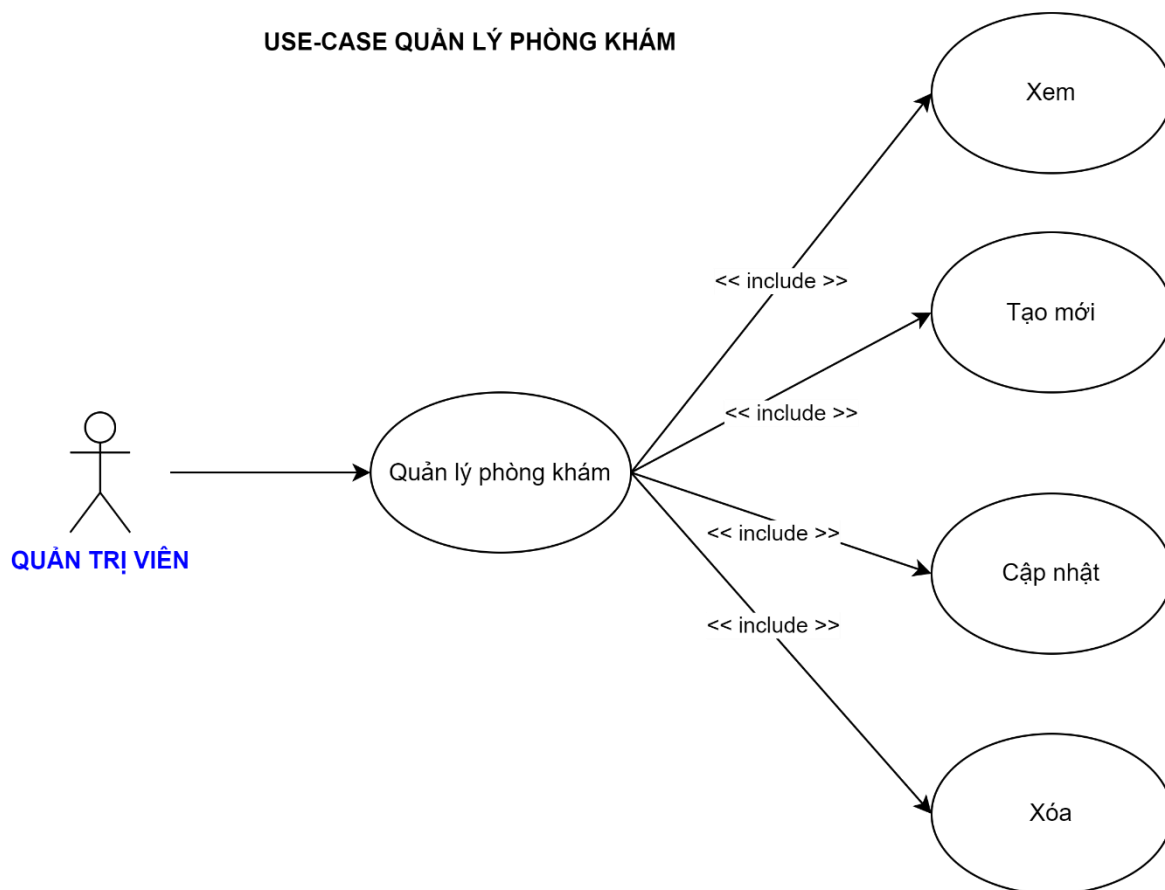 USE-CASE QUẢN LÝ PHÒNG KHÁM
Xem
<< include >>
Tạo mới
<< include >>
Quản lý phòng khám
QUẢN TRỊ VIÊN
<< include >>
Cập nhật
<< include >>
Xóa